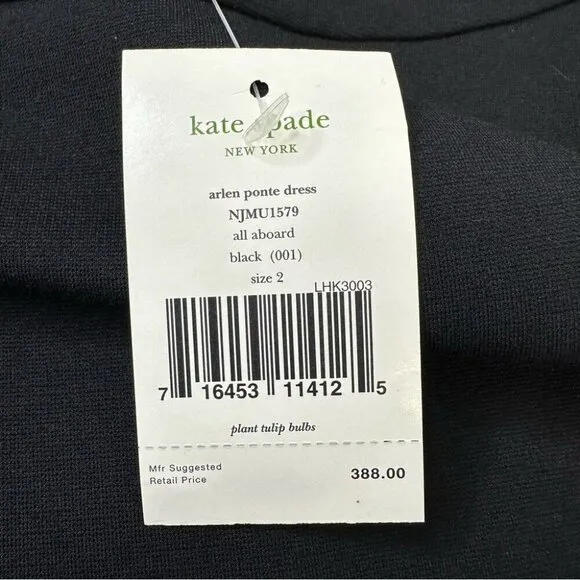 kate spade
NEW YORK
arlen ponte dress
NJMU1579
all aboard
black (001)
size 2
LHK3003
7 16453 11412 5
plant tulip bulbs
Mfr Suggested
Retail Price
388.00